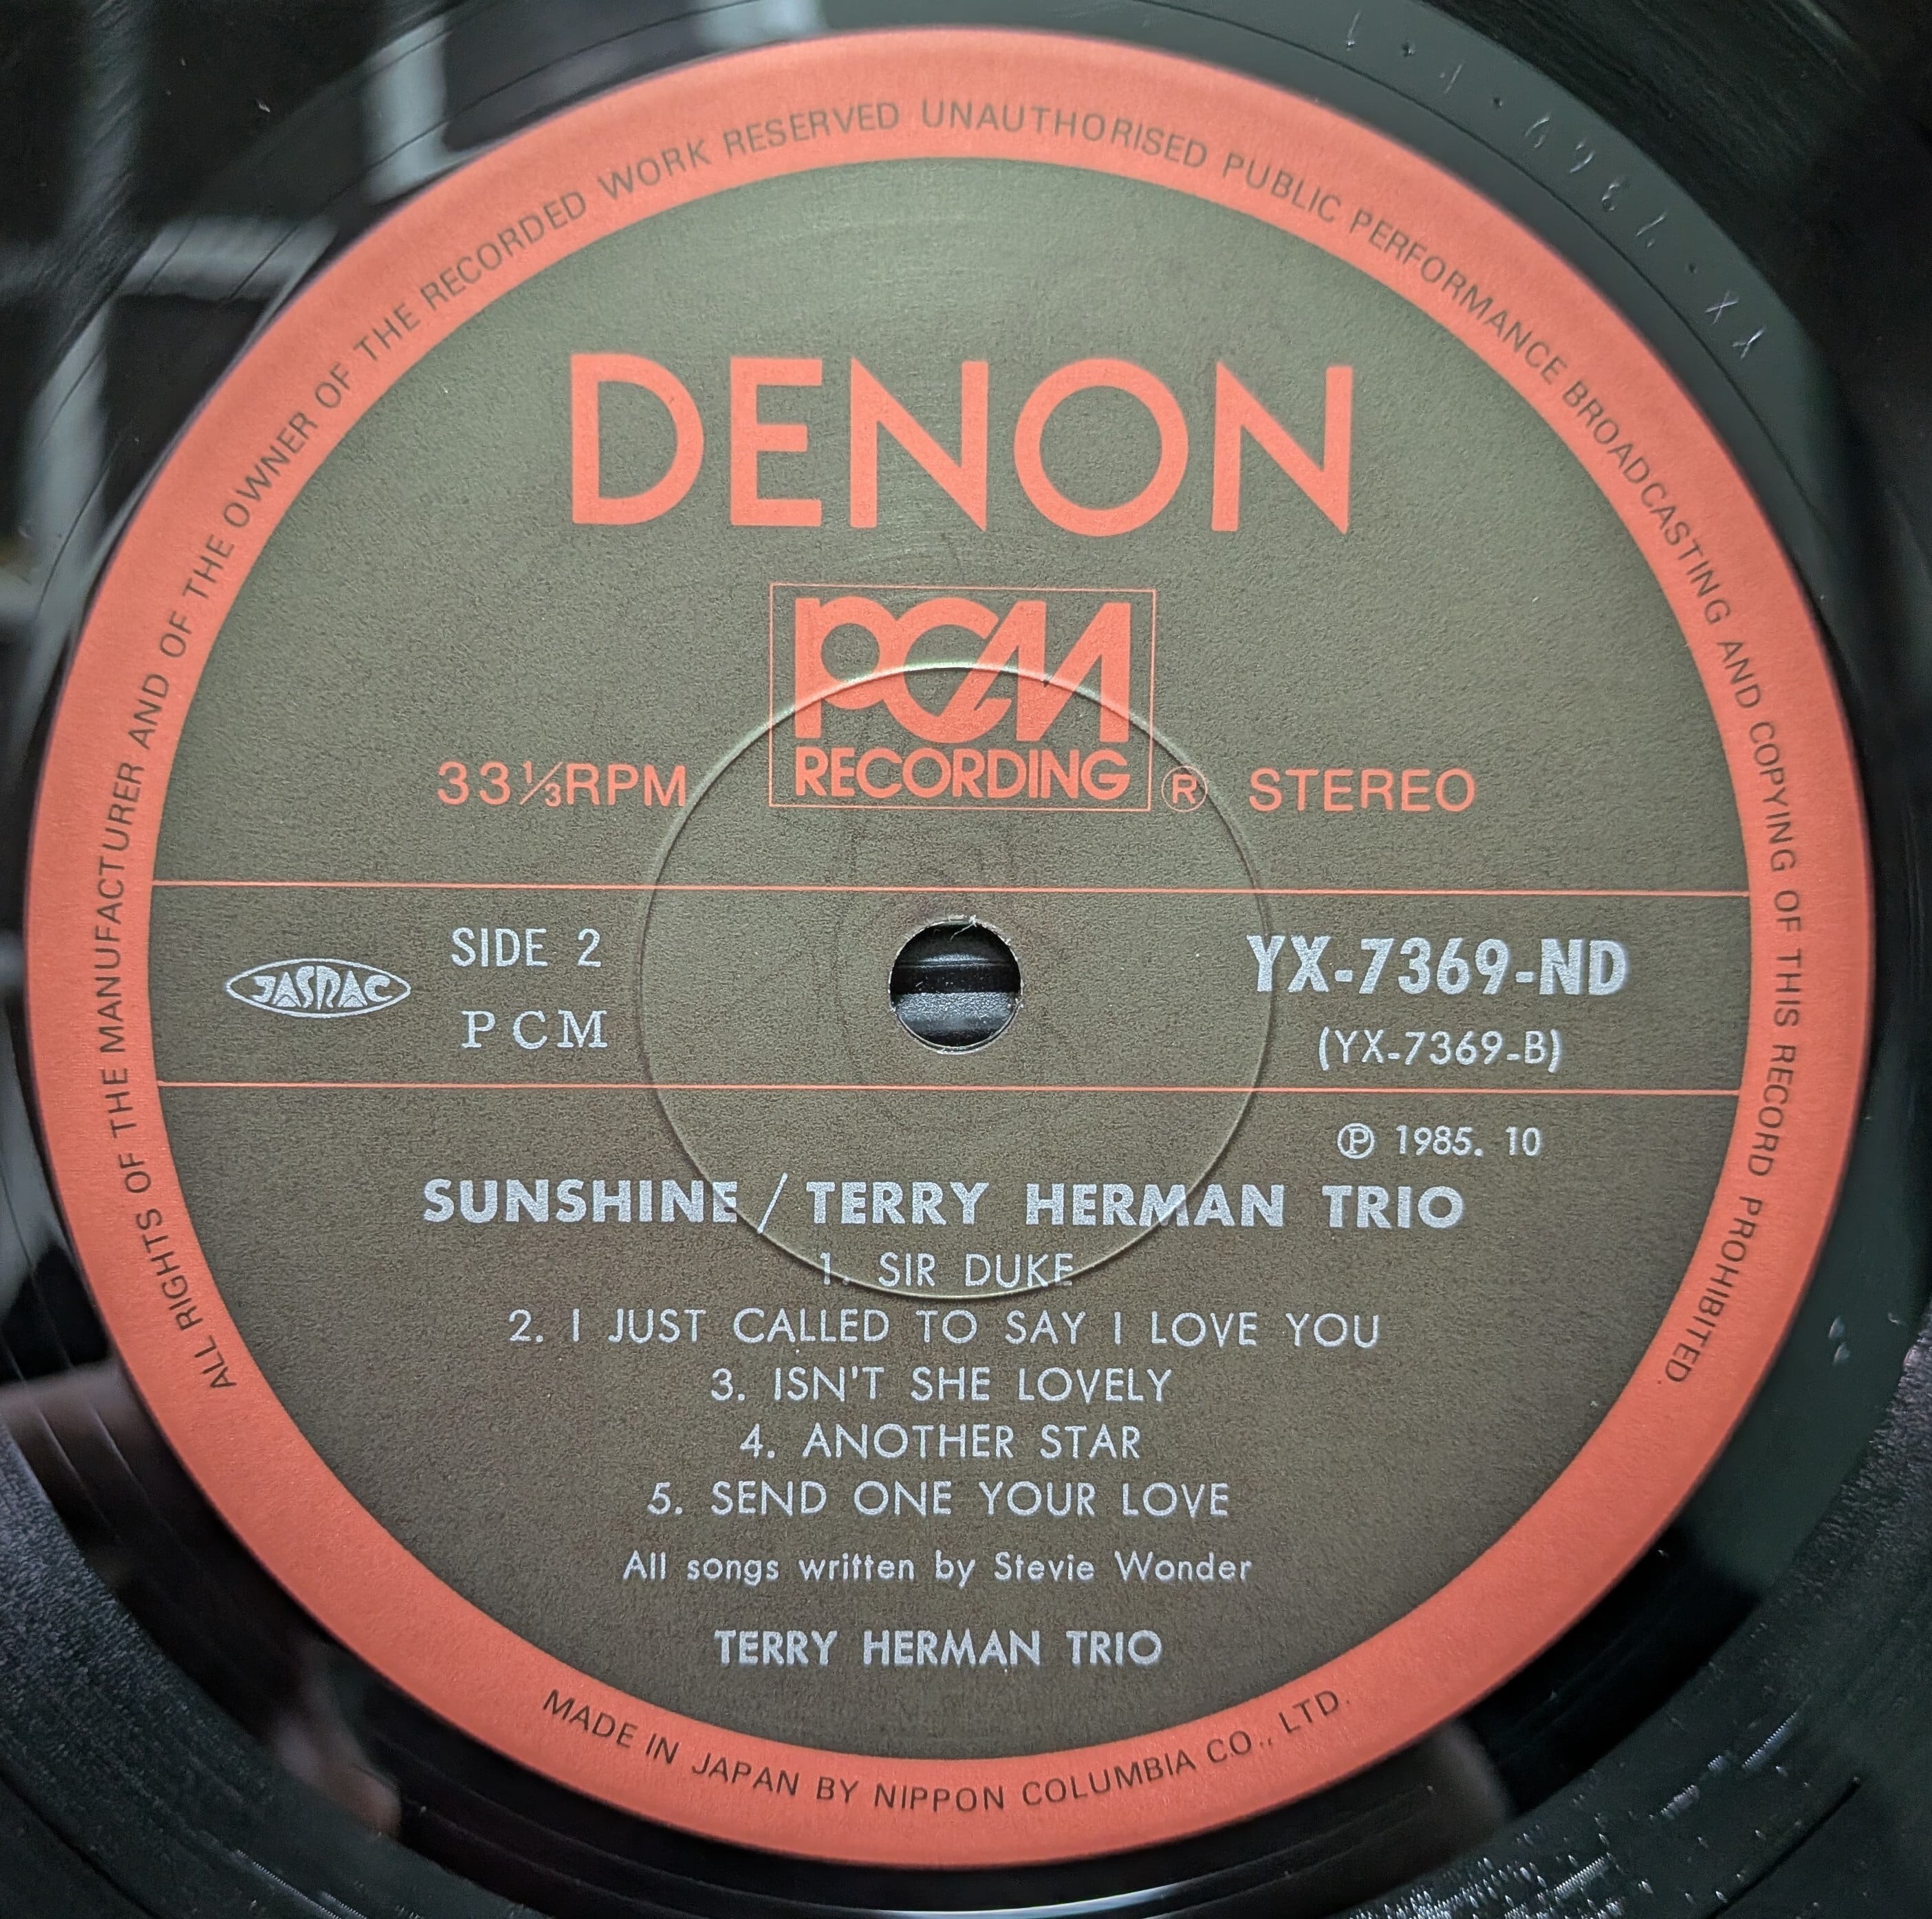 ALL RIGHTS OF THE MANUFACTURER AND OF THE OWNER OF THE RECORDED WORK RESERVED UNAUTHORISED PUBLIC PERFORMANCE BROADCASTING AND COPYING OF THIS RECORD PROHIBITED
DENON
PCM
RECORDING ®
33⅓RPM
STEREO
JASRAC
SIDE 2
PCM
YX-7369-ND
(YX-7369-B)
℗ 1985. 10
SUNSHINE / TERRY HERMAN TRIO
1. SIR DUKE
2. I JUST CALLED TO SAY I LOVE YOU
3. ISN'T SHE LOVELY
4. ANOTHER STAR
5. SEND ONE YOUR LOVE
All songs written by Stevie Wonder
TERRY HERMAN TRIO
MADE IN JAPAN BY NIPPON COLUMBIA CO., LTD.